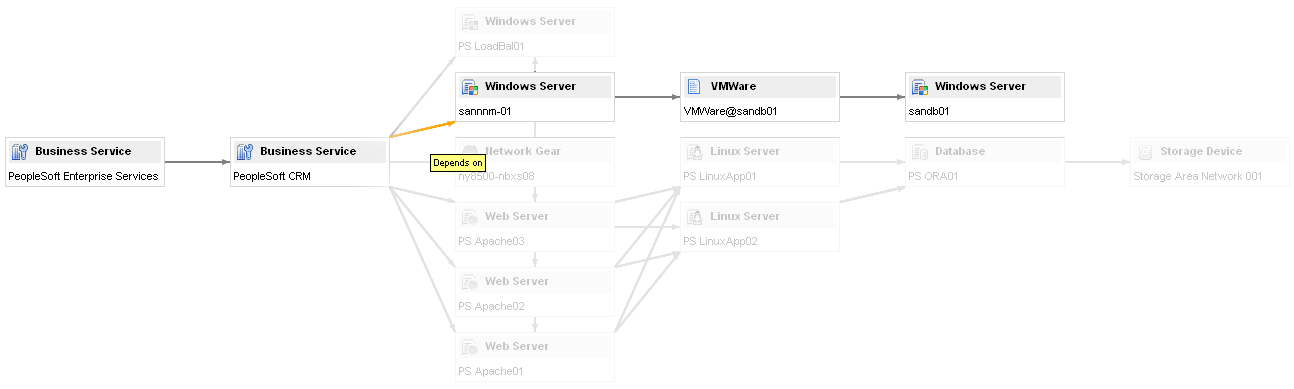 Windows Server
PS LoadBal01
Windows Server
sannnm-01
VMWare
VMWare@sandb01
Windows Server
sandb01
Business Service
PeopleSoft Enterprise Services
Business Service
PeopleSoft CRM
Depends on
Network Gear
ny8500-nbxs08
Linux Server
PS LinuxApp01
Database
PS ORA01
Storage Device
Storage Area Network 001
Web Server
PS Apache03
Linux Server
PS LinuxApp02
Web Server
PS Apache02
Web Server
PS Apache01